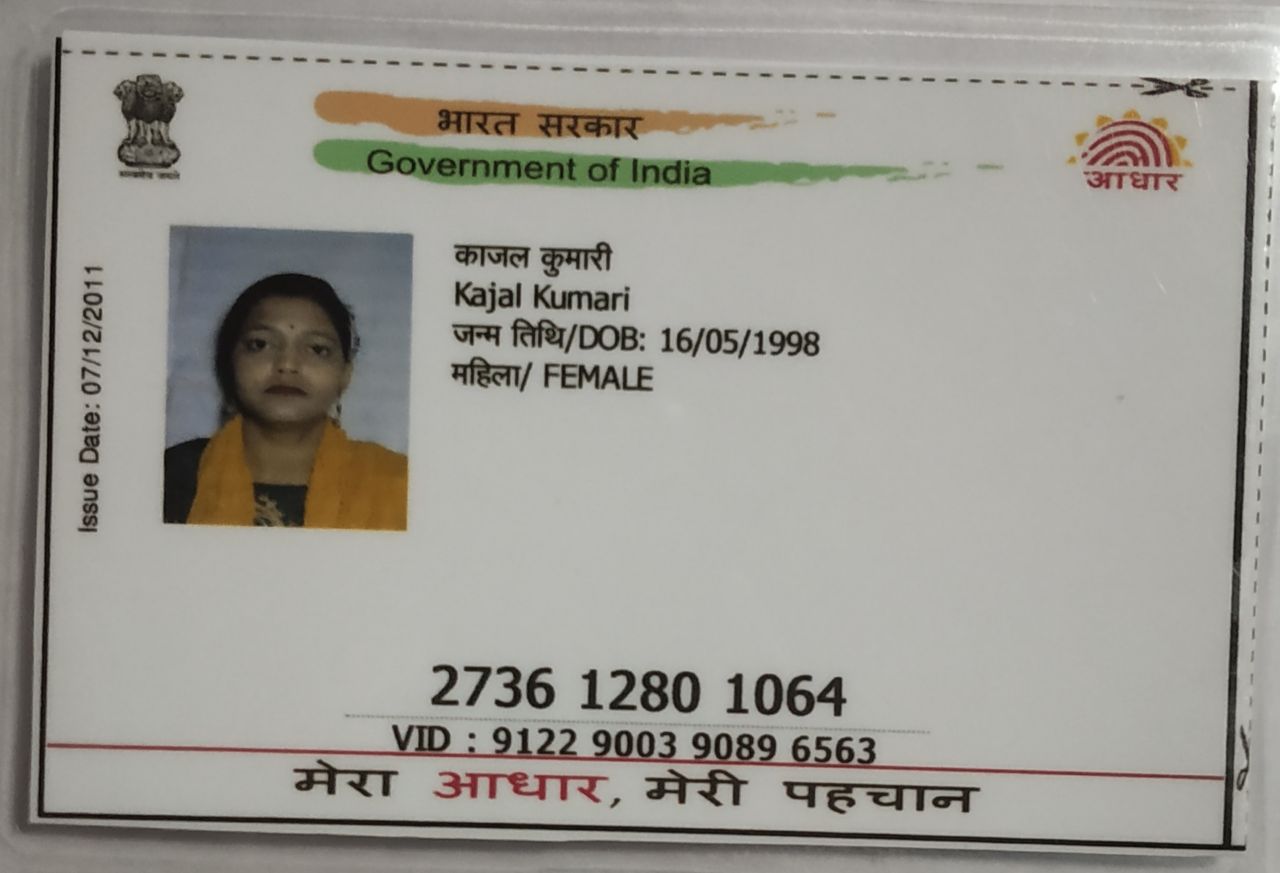 भारत सरकार
Government of India
आधार
सत्यमेव जयते
Issue Date: 07/12/2011
काजल कुमारी
Kajal Kumari
जन्म तिथि/DOB: 16/05/1998
महिला/ FEMALE
2736 1280 1064
VID : 9122 9003 9089 6563
मेरा आधार, मेरी पहचान